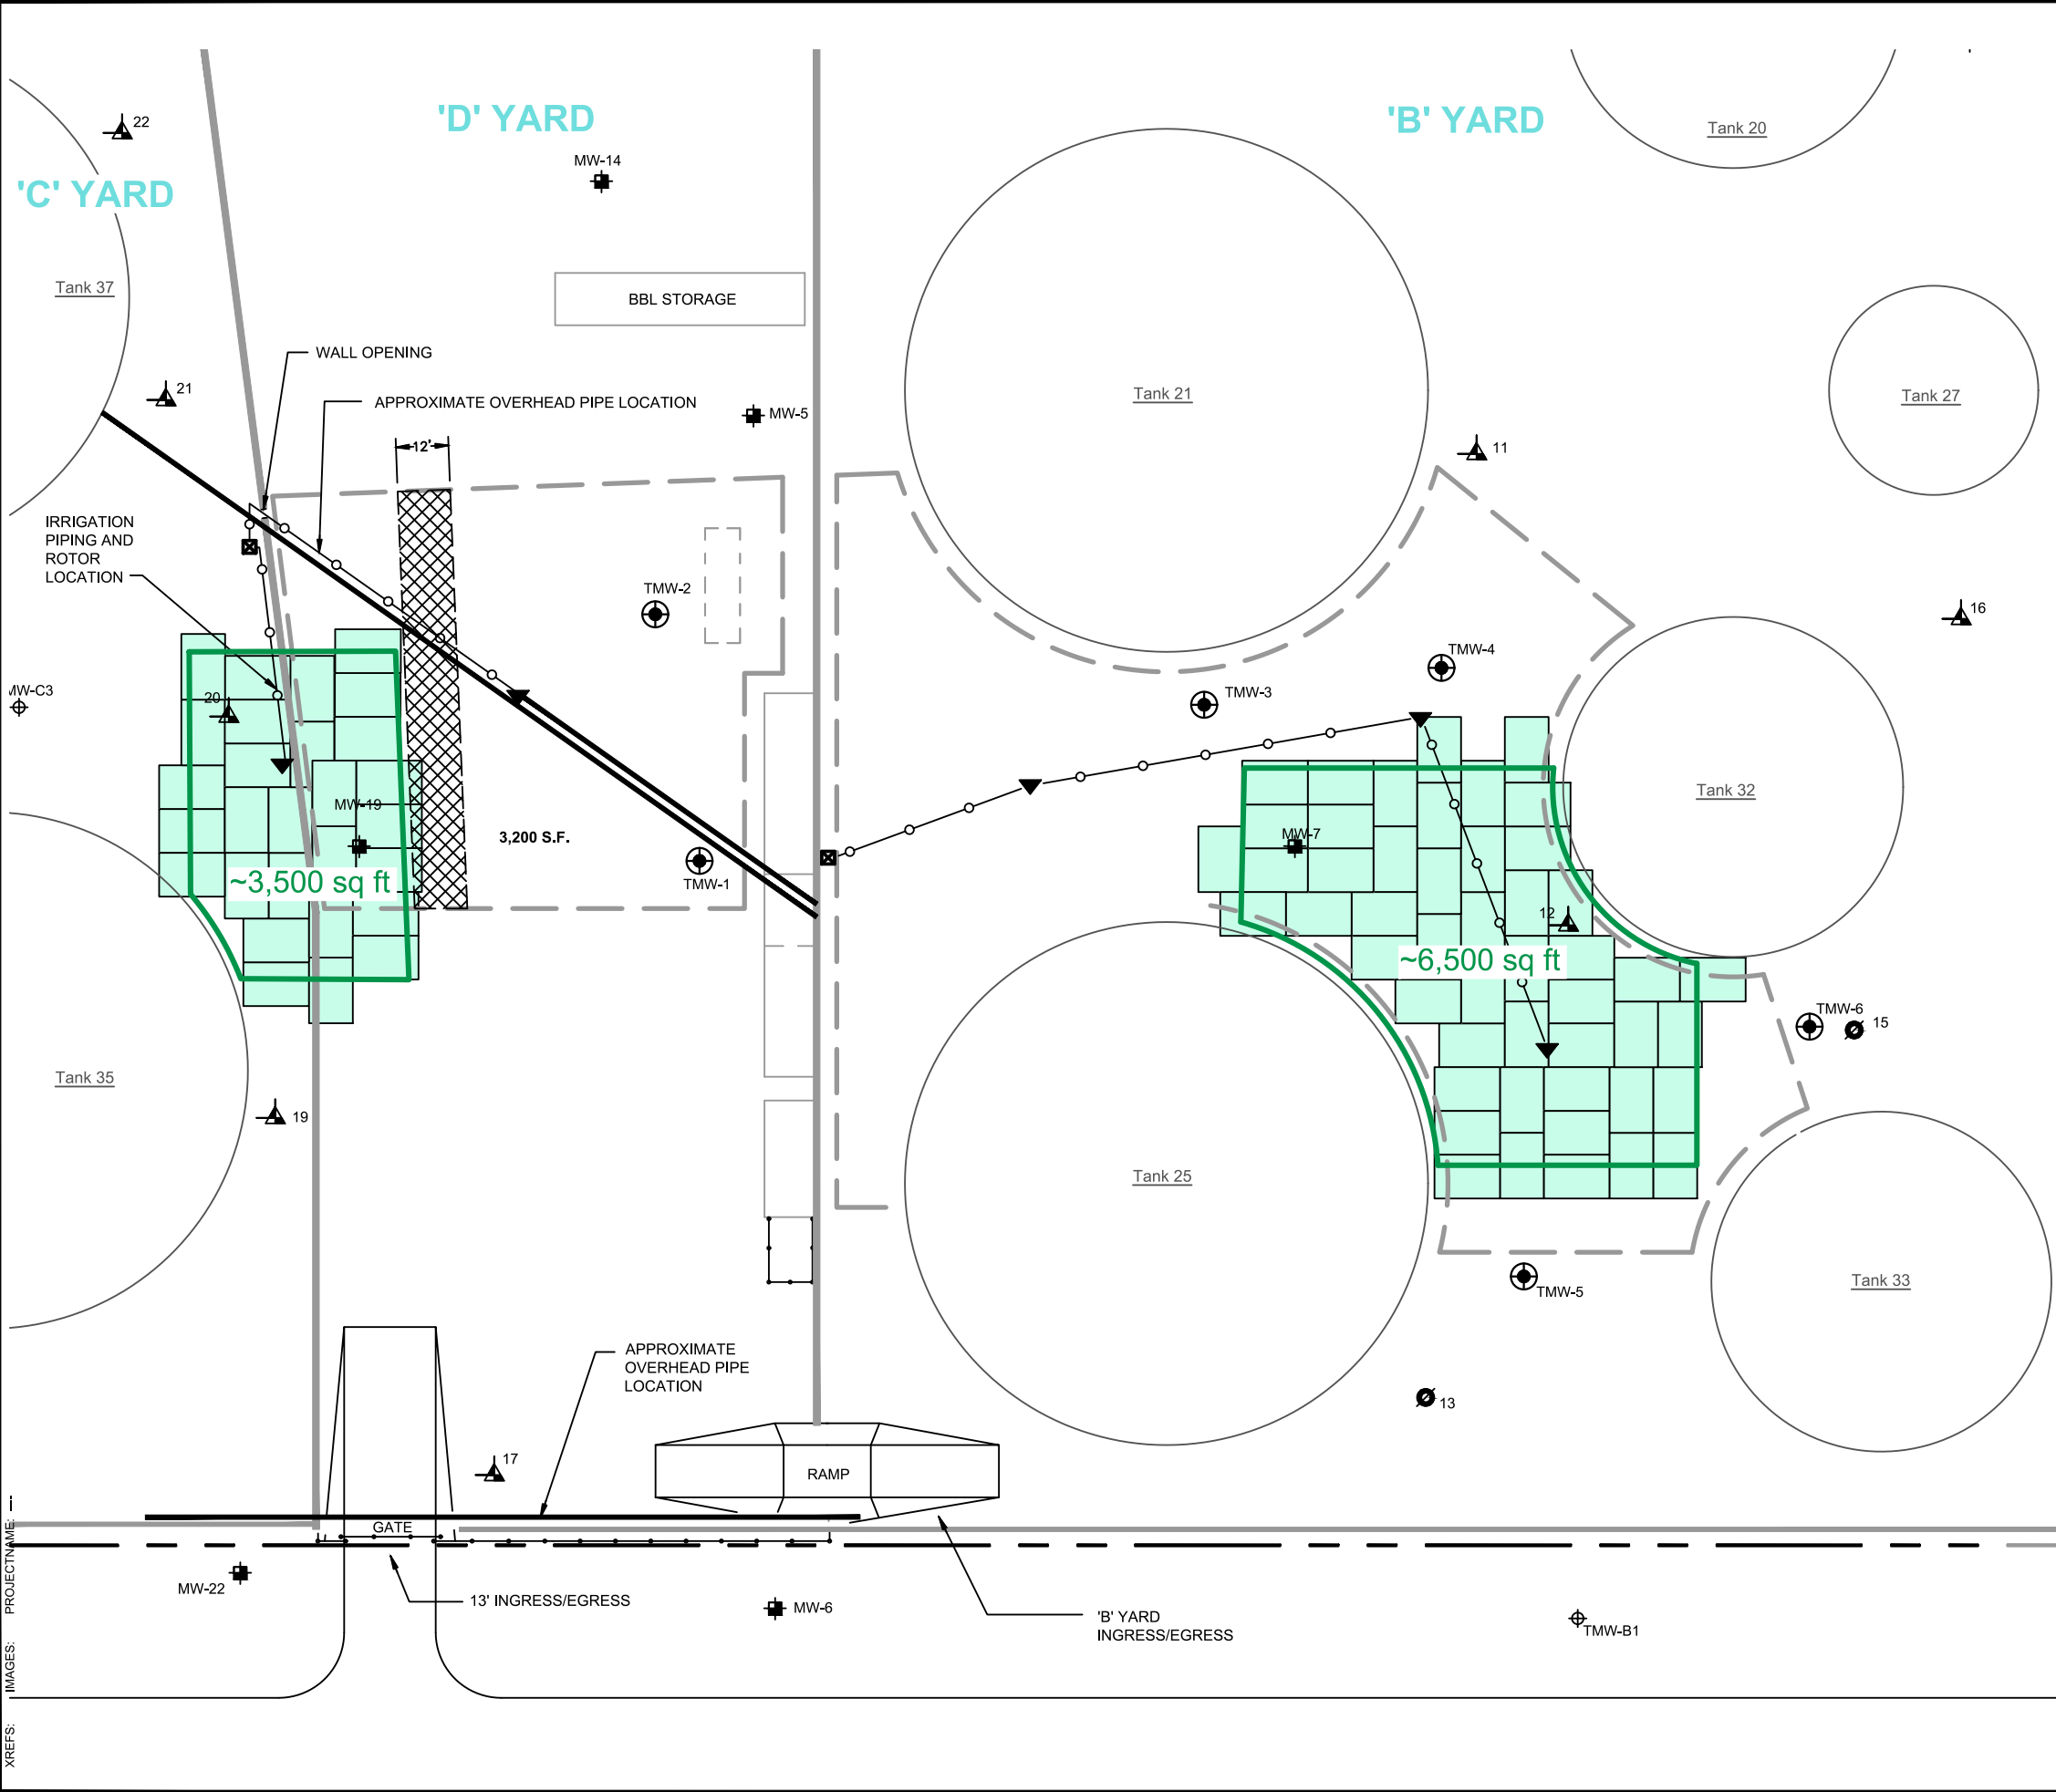 'D' YARD
'B' YARD
Tank 20
22
MW-14
'C' YARD
Tank 37
BBL STORAGE
WALL OPENING
21
APPROXIMATE OVERHEAD PIPE LOCATION
MW-5
Tank 21
Tank 27
12'
11
IRRIGATION
PIPING AND
ROTOR
LOCATION
TMW-2
16
TMW-4
MW-C3
20
TMW-3
Tank 32
MW-19
3,200 S.F.
MW-7
~3,500 sq ft
TMW-1
12
~6,500 sq ft
TMW-6
15
Tank 35
19
Tank 25
Tank 33
TMW-5
APPROXIMATE
OVERHEAD PIPE
LOCATION
13
17
RAMP
GATE
MW-22
13' INGRESS/EGRESS
MW-6
'B' YARD
INGRESS/EGRESS
TMW-B1
PROJECTNAME: ---
IMAGES:
XREFS: